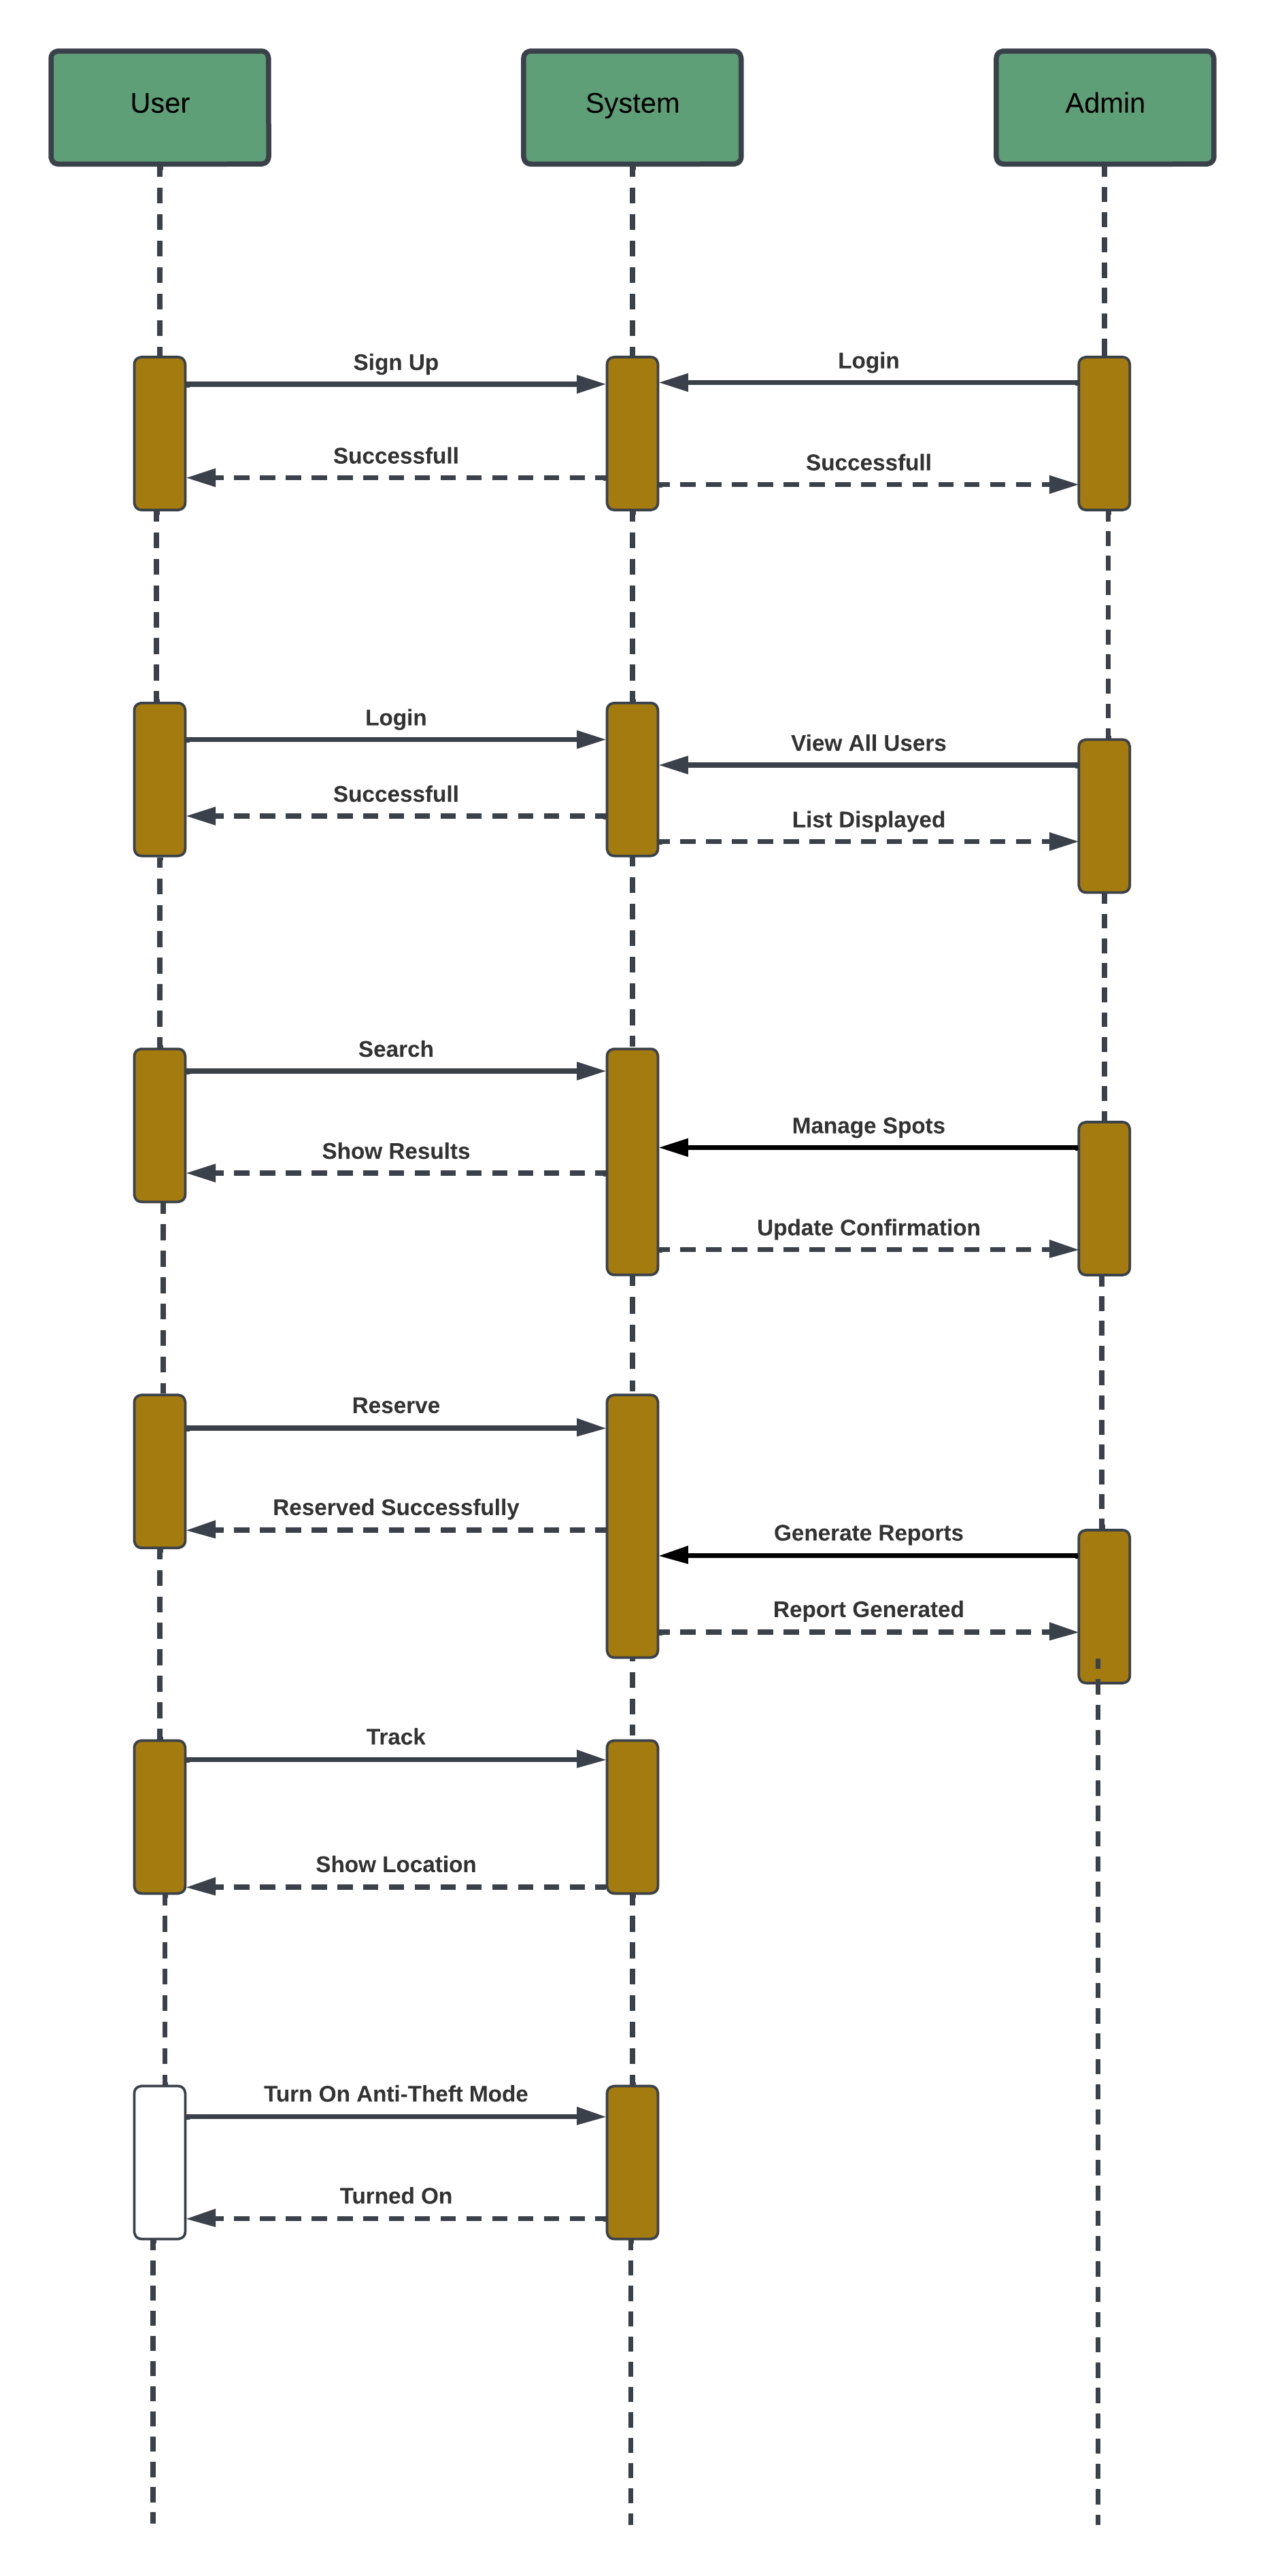 User
System
Admin
Sign Up
Login
Successfull
Successfull
Login
View All Users
Successfull
List Displayed
Search
Manage Spots
Show Results
Update Confirmation
Reserve
Reserved Successfully
Generate Reports
Report Generated
Track
Show Location
Turn On Anti-Theft Mode
Turned On